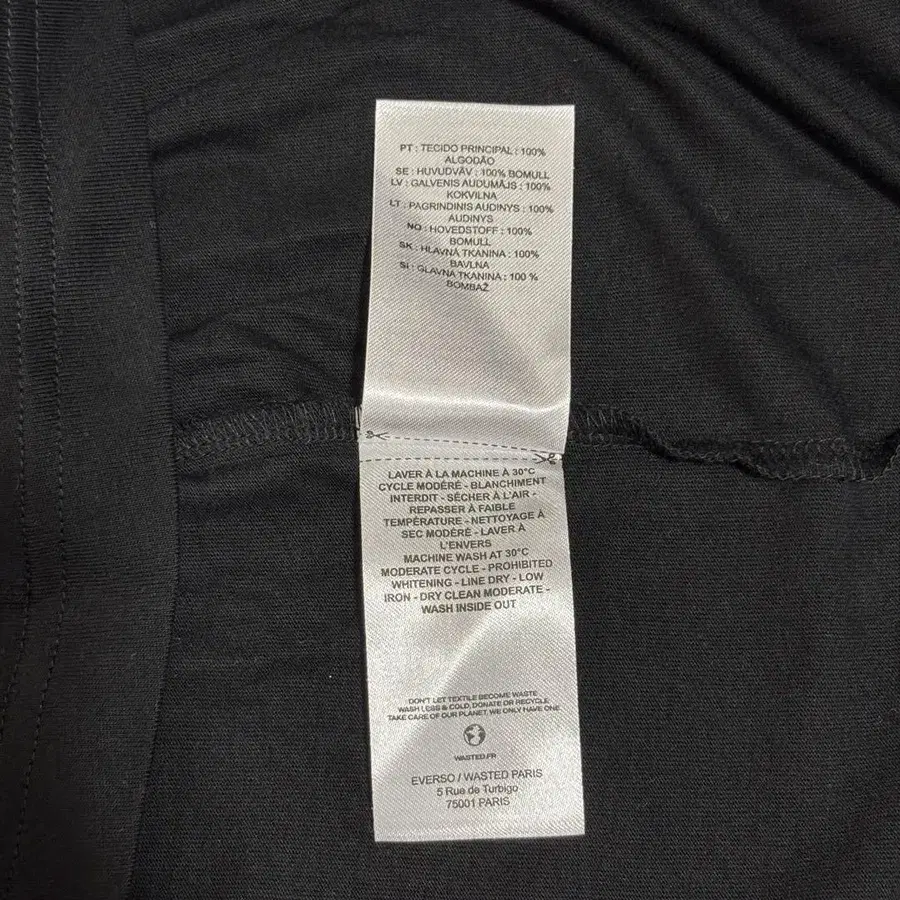 PT : TECIDO PRINCIPAL : 100%
ALGODÃO
SE : HUVUDVÄV : 100% BOMULL
LV : GALVENIS AUDUMĀJS : 100%
KOKVILNA
LT : PAGRINDINIS AUDINYS : 100%
AUDINYS
NO : HOVEDSTOFF : 100%
BOMULL
SK : HLAVNÁ TKANINA : 100%
BAVLNA
SI : GLAVNA TKANINA : 100 %
BOMBAŽ
LAVER À LA MACHINE À 30°C
CYCLE MODÉRÉ - BLANCHIMENT
INTERDIT - SÉCHER À L'AIR -
REPASSER À FAIBLE
TEMPÉRATURE - NETTOYAGE À
SEC MODÉRÉ - LAVER À
L'ENVERS
MACHINE WASH AT 30°C
MODERATE CYCLE - PROHIBITED
WHITENING - LINE DRY - LOW
IRON - DRY CLEAN MODERATE -
WASH INSIDE OUT
DON'T LET TEXTILE BECOME WASTE
WASH LESS & COLD, DONATE OR RECYCLE
TAKE CARE OF OUR PLANET, WE ONLY HAVE ONE
WASTED.FR
EVERSO / WASTED PARIS
5 Rue de Turbigo
75001 PARIS